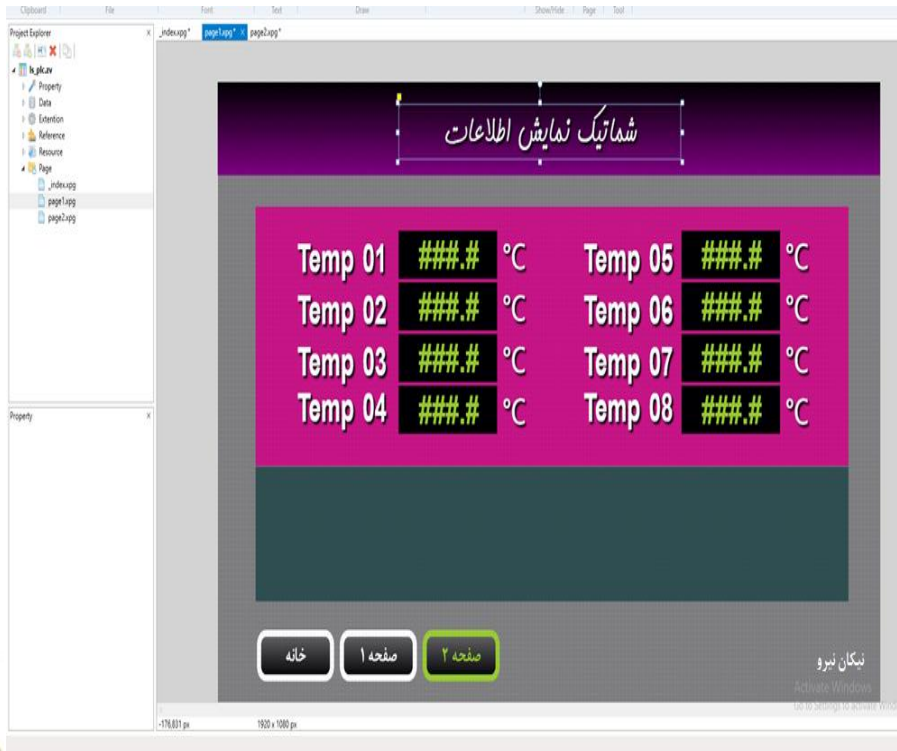 Clipboard File Font Text Draw Show/Hide Page Tool
Project Explorer
_index.xpg* page1.xpg* page2.xpg*
ls_plc.zv
Property
Data
Extention
Reference
Resource
Page
_index.xpg
page1.xpg
page2.xpg
Property
شماتیک نمایش اطلاعات
Temp 01 ###.# °C Temp 05 ###.# °C
Temp 02 ###.# °C Temp 06 ###.# °C
Temp 03 ###.# °C Temp 07 ###.# °C
Temp 04 ###.# °C Temp 08 ###.# °C
خانه صفحه ۱ صفحه ۲
نیکان نیرو
Activate Windows
Go to Settings to activate Wind
-176,831 px 1920 x 1080 px